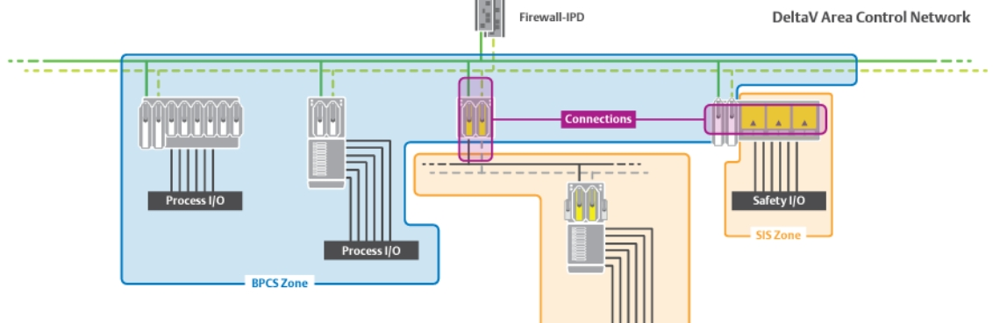 Firewall-IPD
DeltaV Area Control Network
Connections
Process I/O
Safety I/O
SIS Zone
Process I/O
BPCS Zone